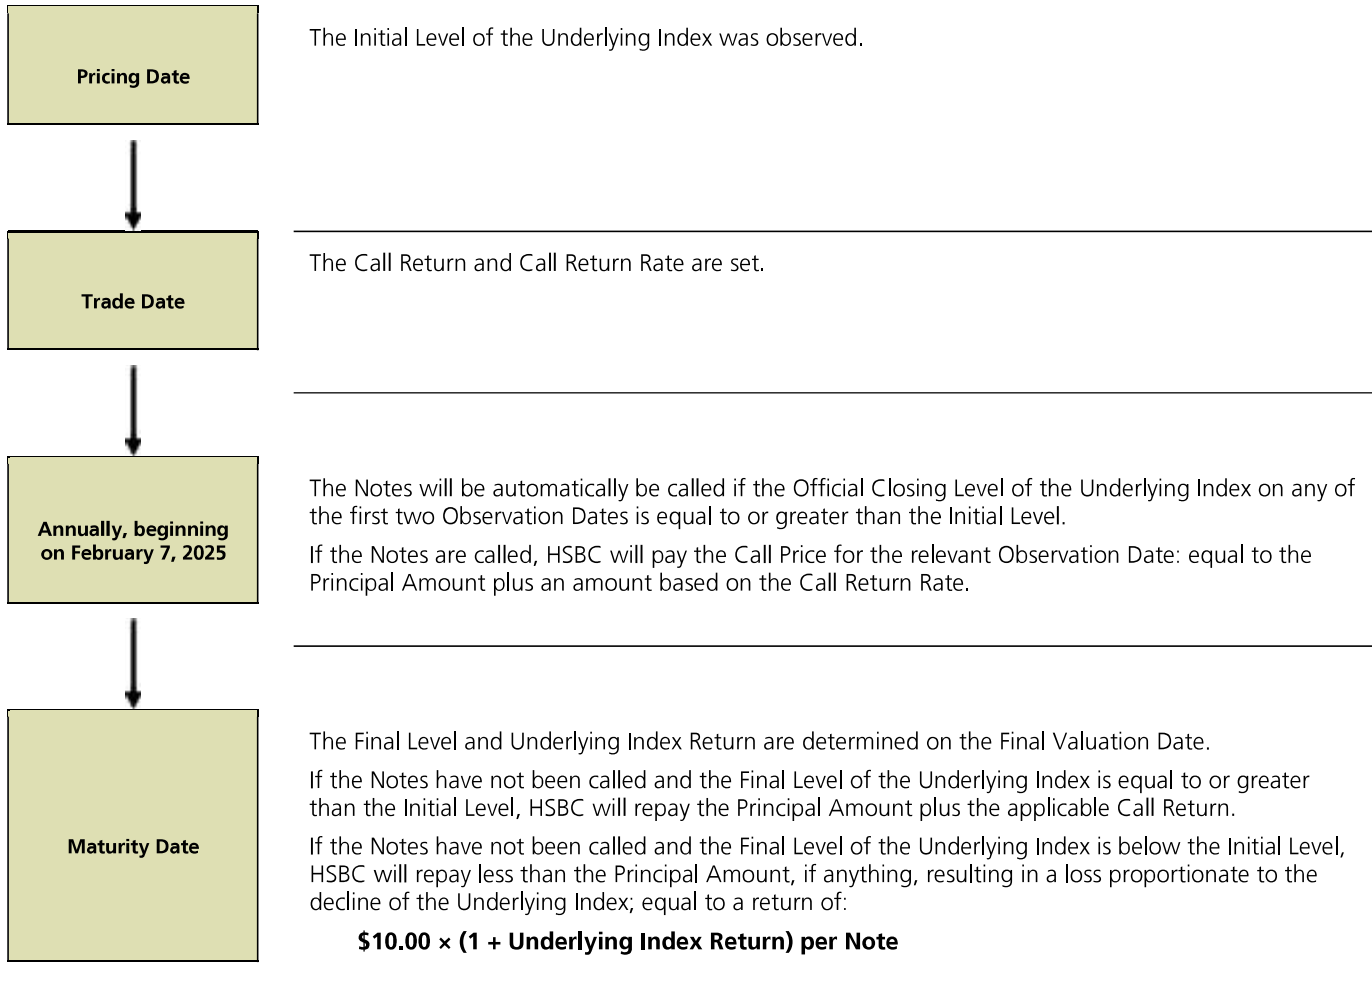 Pricing Date
The Initial Level of the Underlying Index was observed.
Trade Date
The Call Return and Call Return Rate are set.
Annually, beginning
on February 7, 2025
The Notes will be automatically be called if the Official Closing Level of the Underlying Index on any of
the first two Observation Dates is equal to or greater than the Initial Level.
If the Notes are called, HSBC will pay the Call Price for the relevant Observation Date: equal to the
Principal Amount plus an amount based on the Call Return Rate.
Maturity Date
The Final Level and Underlying Index Return are determined on the Final Valuation Date.
If the Notes have not been called and the Final Level of the Underlying Index is equal to or greater
than the Initial Level, HSBC will repay the Principal Amount plus the applicable Call Return.
If the Notes have not been called and the Final Level of the Underlying Index is below the Initial Level,
HSBC will repay less than the Principal Amount, if anything, resulting in a loss proportionate to the
decline of the Underlying Index; equal to a return of:
$10.00 × (1 + Underlying Index Return) per Note